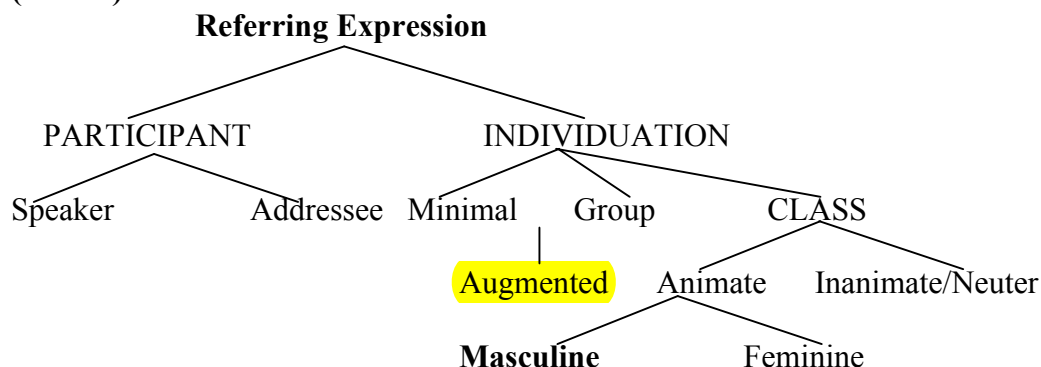 Referring Expression
PARTICIPANT INDIVIDUATION
Speaker Addressee Minimal Group CLASS
Augmented Animate Inanimate/Neuter
Masculine Feminine